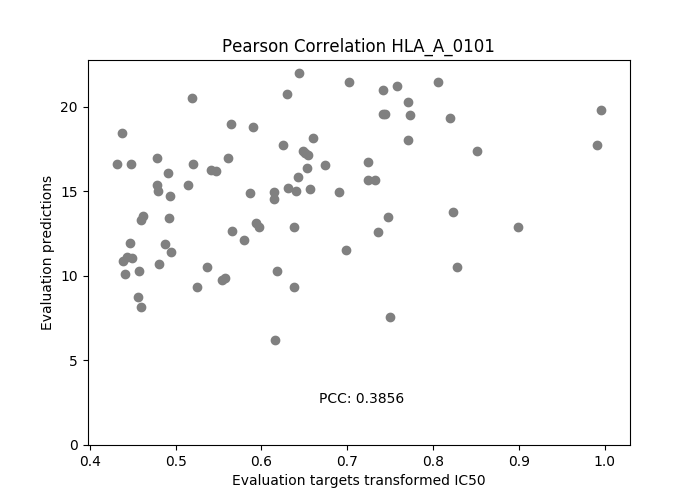 Pearson Correlation HLA_A_0101
20
15
10
5
0
Evaluation predictions
PCC: 0.3856
0.4 0.5 0.6 0.7 0.8 0.9 1.0
Evaluation targets transformed IC50